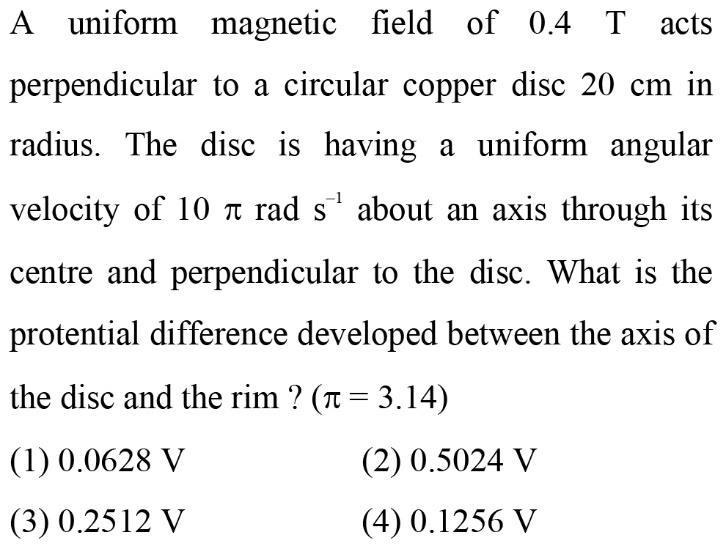 A uniform magnetic field of 0.4 T acts
perpendicular to a circular copper disc 20 cm in
radius. The disc is having a uniform angular
velocity of 10 π rad s⁻¹ about an axis through its
centre and perpendicular to the disc. What is the
protential difference developed between the axis of
the disc and the rim ? (π = 3.14)
(1) 0.0628 V (2) 0.5024 V
(3) 0.2512 V (4) 0.1256 V